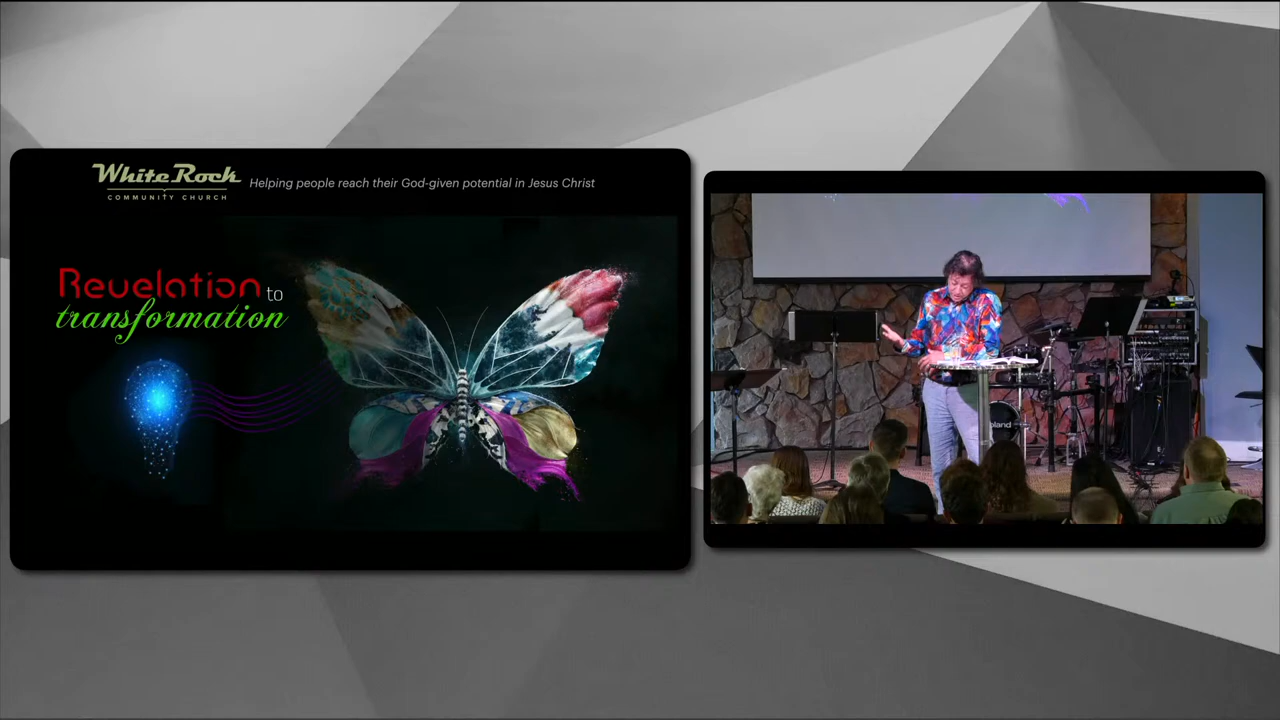 White Rock
COMMUNITY CHURCH
Helping people reach their God-given potential in Jesus Christ
Revelation to
transformation
Roland